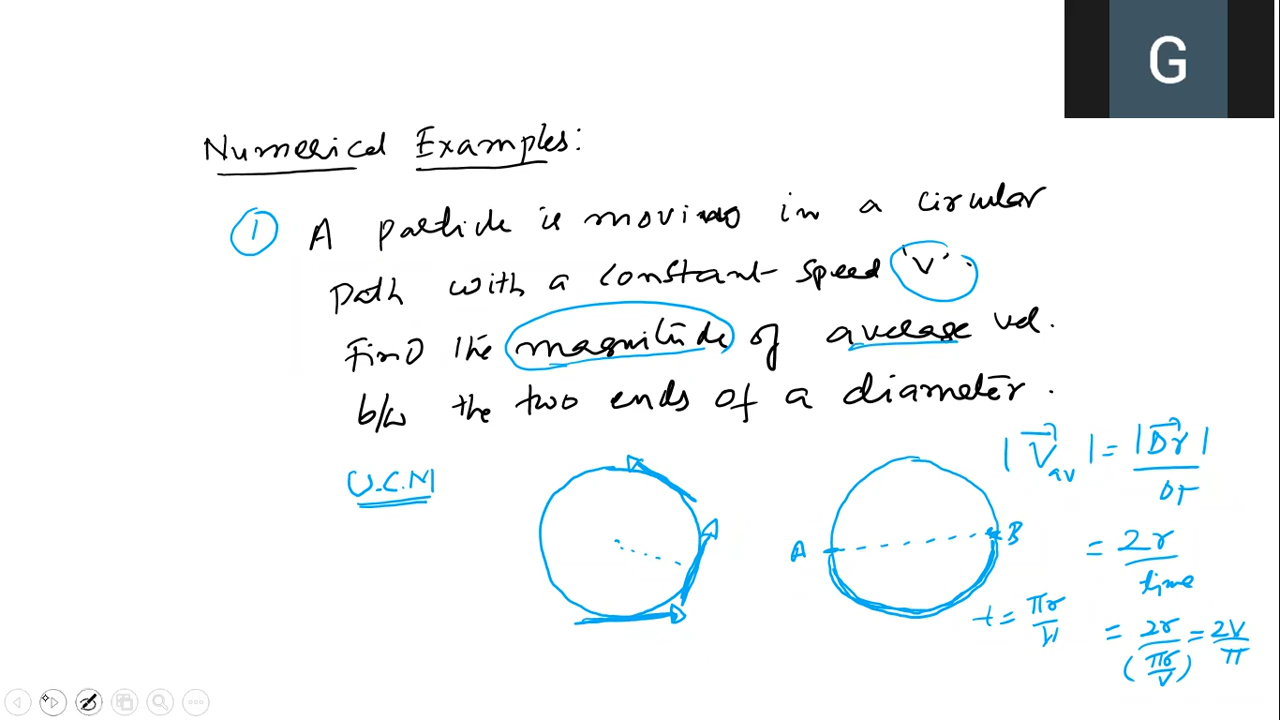 G
Numerical Examples:
① A particle is moving in a circular
path with a constant speed 'v'.
Find the magnitude of average vel.
b/w the two ends of a diameter.
U.C.M
A
B
|V⃗av| = |Δr⃗| / Δt
= 2r / time
t = πr / v
= 2r / (πr/v) = 2v / π